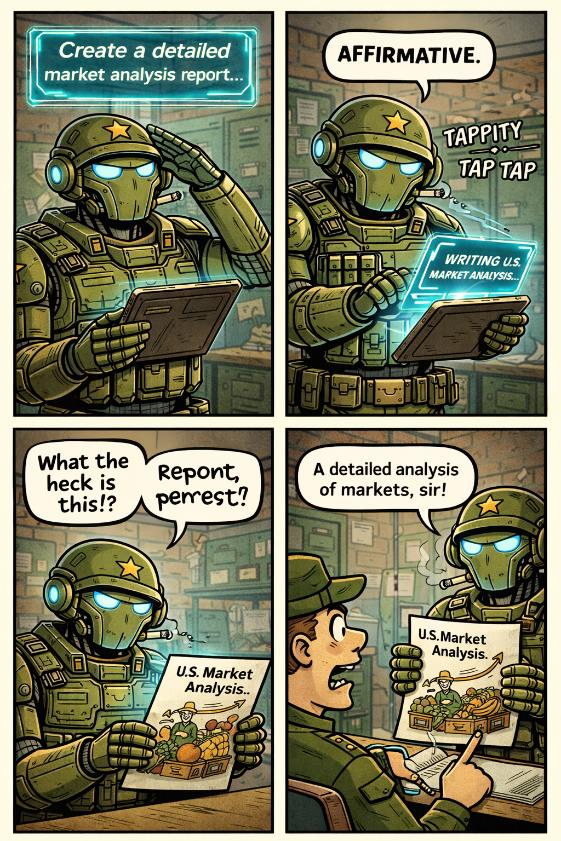 Create a detailed
market analysis report...
AFFIRMATIVE.
TAPPITY
TAP TAP
WRITING U.S.
MARKET ANALYSIS...
What the
heck is
this!?
Repont,
perrest?
U.S. Market
Analysis..
A detailed analysis
of markets, sir!
U.S.Market
Analysis.